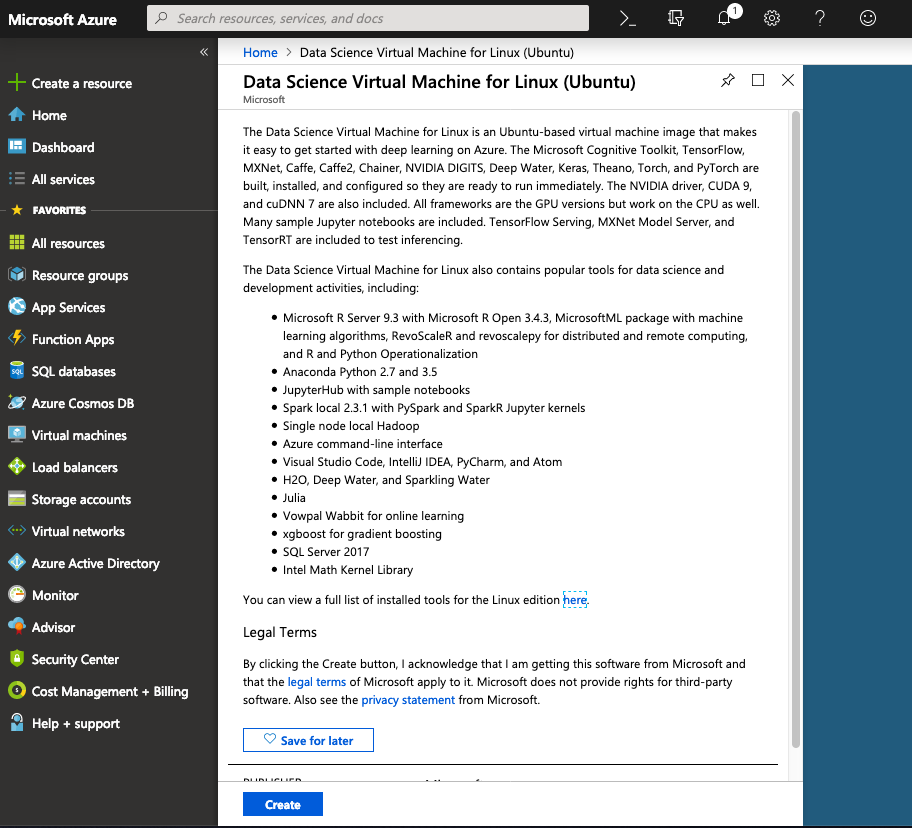 Microsoft Azure
Search resources, services, and docs
1
?
«
Create a resource
Home
Dashboard
All services
FAVORITES
All resources
Resource groups
App Services
Function Apps
SQL databases
Azure Cosmos DB
Virtual machines
Load balancers
Storage accounts
Virtual networks
Azure Active Directory
Monitor
Advisor
Security Center
Cost Management + Billing
Help + support
Home > Data Science Virtual Machine for Linux (Ubuntu)
Data Science Virtual Machine for Linux (Ubuntu)
Microsoft
The Data Science Virtual Machine for Linux is an Ubuntu-based virtual machine image that makes
it easy to get started with deep learning on Azure. The Microsoft Cognitive Toolkit, TensorFlow,
MXNet, Caffe, Caffe2, Chainer, NVIDIA DIGITS, Deep Water, Keras, Theano, Torch, and PyTorch are
built, installed, and configured so they are ready to run immediately. The NVIDIA driver, CUDA 9,
and cuDNN 7 are also included. All frameworks are the GPU versions but work on the CPU as well.
Many sample Jupyter notebooks are included. TensorFlow Serving, MXNet Model Server, and
TensorRT are included to test inferencing.
The Data Science Virtual Machine for Linux also contains popular tools for data science and
development activities, including:
• Microsoft R Server 9.3 with Microsoft R Open 3.4.3, MicrosoftML package with machine
learning algorithms, RevoScaleR and revoscalepy for distributed and remote computing,
and R and Python Operationalization
• Anaconda Python 2.7 and 3.5
• JupyterHub with sample notebooks
• Spark local 2.3.1 with PySpark and SparkR Jupyter kernels
• Single node local Hadoop
• Azure command-line interface
• Visual Studio Code, IntelliJ IDEA, PyCharm, and Atom
• H2O, Deep Water, and Sparkling Water
• Julia
• Vowpal Wabbit for online learning
• xgboost for gradient boosting
• SQL Server 2017
• Intel Math Kernel Library
You can view a full list of installed tools for the Linux edition here.
Legal Terms
By clicking the Create button, I acknowledge that I am getting this software from Microsoft and
that the legal terms of Microsoft apply to it. Microsoft does not provide rights for third-party
software. Also see the privacy statement from Microsoft.
Save for later
PUBLISHER
Create